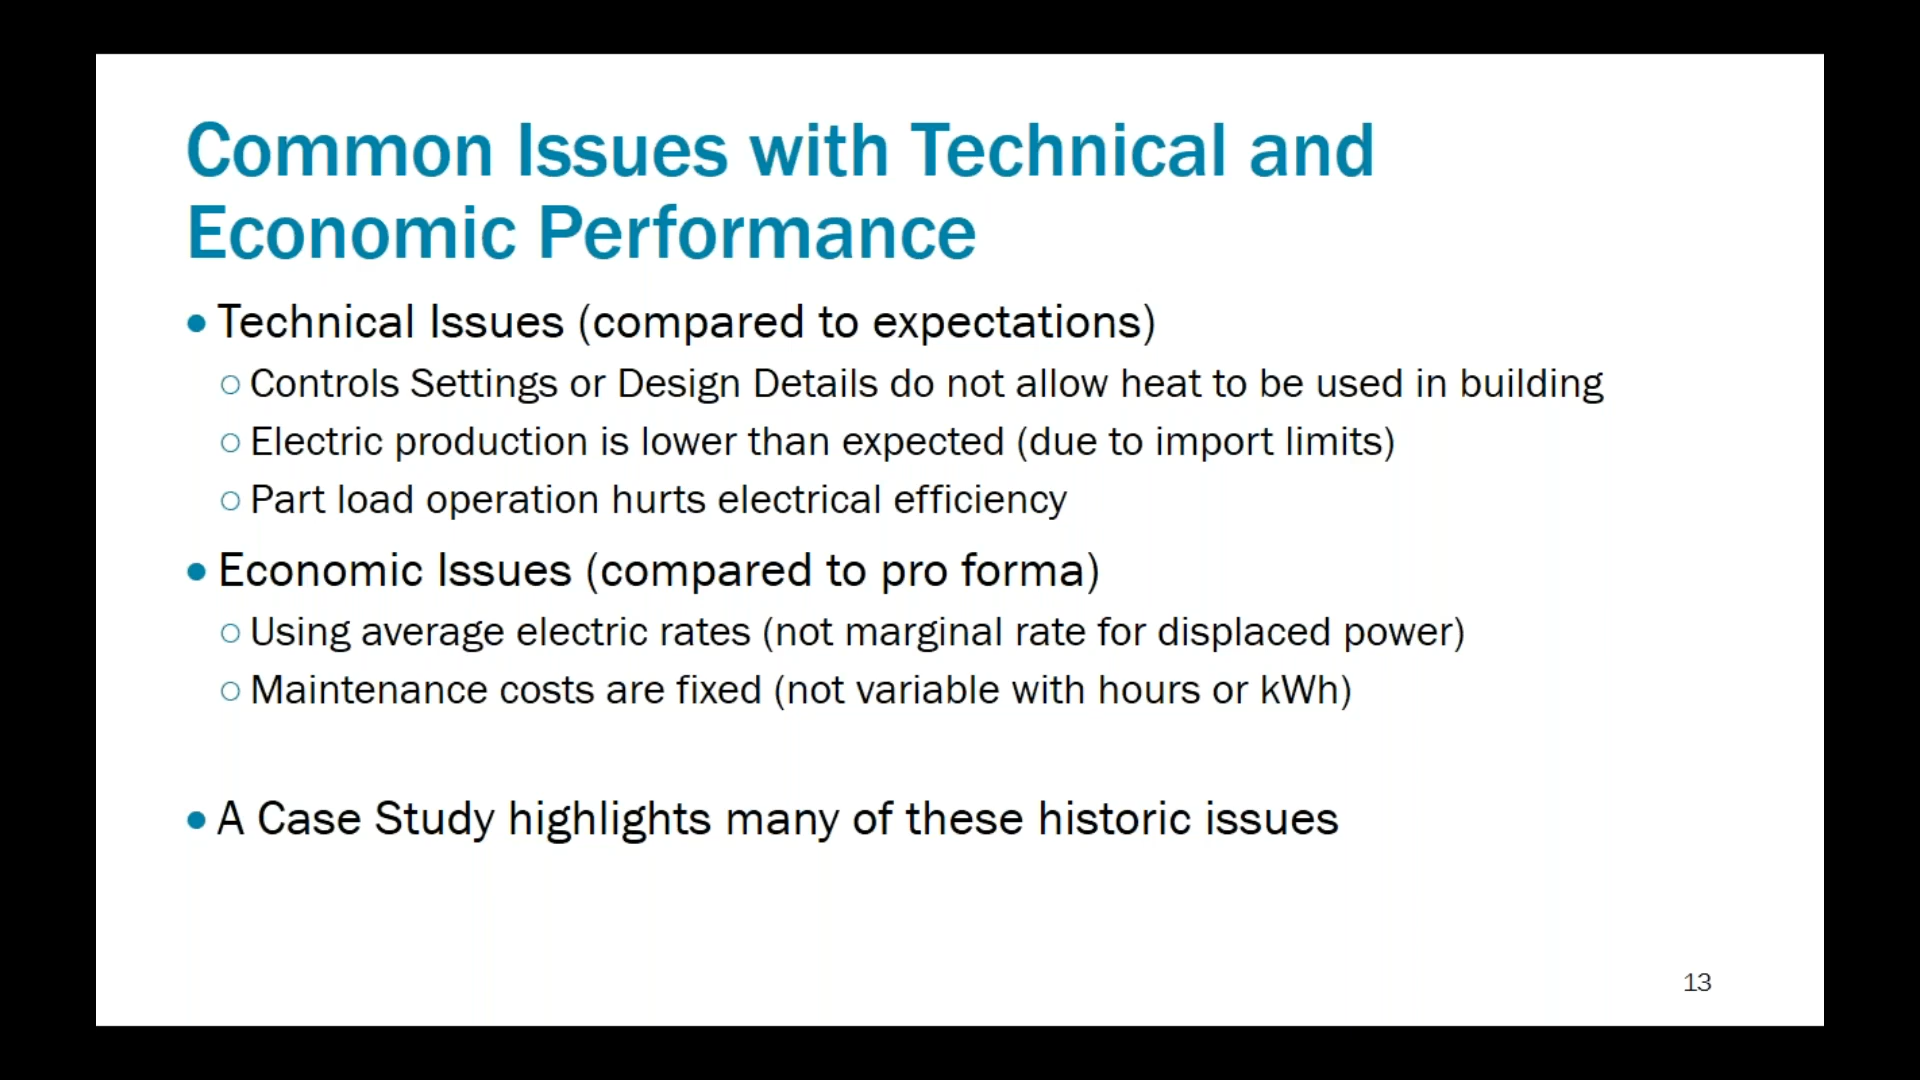 Common Issues with Technical and
Economic Performance
• Technical Issues (compared to expectations)
○ Controls Settings or Design Details do not allow heat to be used in building
○ Electric production is lower than expected (due to import limits)
○ Part load operation hurts electrical efficiency
• Economic Issues (compared to pro forma)
○ Using average electric rates (not marginal rate for displaced power)
○ Maintenance costs are fixed (not variable with hours or kWh)
• A Case Study highlights many of these historic issues
13